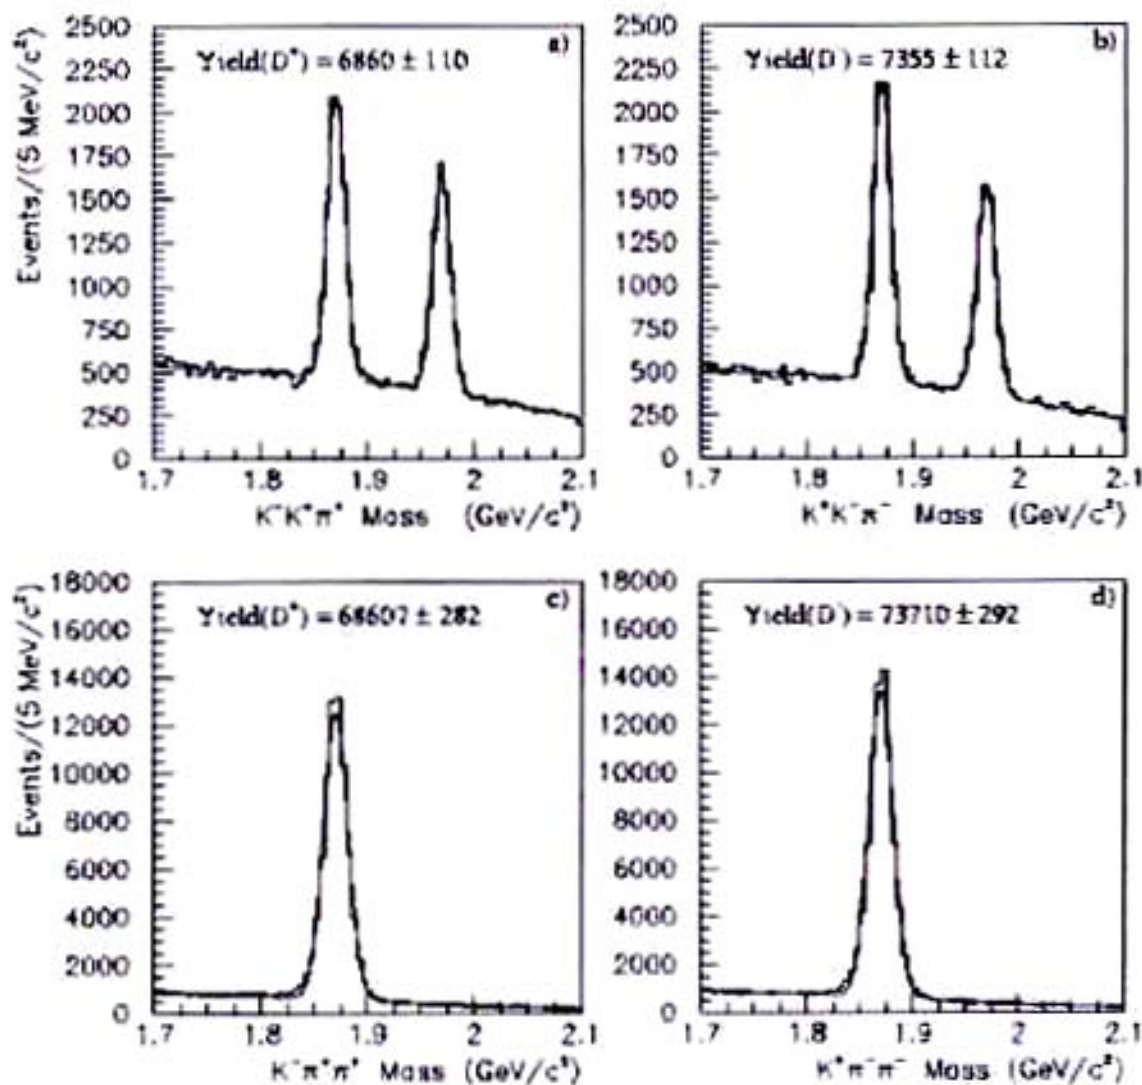 a)
Yield(D⁺) = 6860 ± 110
Events/(5 MeV/c²)
2500
2250
2000
1750
1500
1250
1000
750
500
250
0
1.7 1.8 1.9 2 2.1
K⁻K⁺π⁺ Mass (GeV/c²)
b)
Yield(D⁻) = 7355 ± 112
2500
2250
2000
1750
1500
1250
1000
750
500
250
0
1.7 1.8 1.9 2 2.1
K⁺K⁻π⁻ Mass (GeV/c²)
c)
Yield(D⁺) = 68607 ± 282
Events/(5 MeV/c²)
18000
16000
14000
12000
10000
8000
6000
4000
2000
0
1.7 1.8 1.9 2 2.1
K⁻π⁺π⁺ Mass (GeV/c²)
d)
Yield(D⁻) = 73710 ± 292
18000
16000
14000
12000
10000
8000
6000
4000
2000
0
1.7 1.8 1.9 2 2.1
K⁺π⁻π⁻ Mass (GeV/c²)